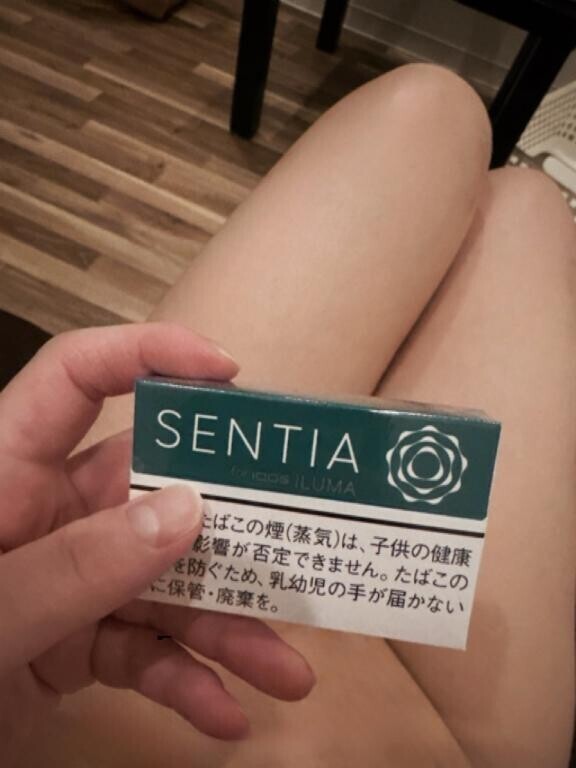 SENTIA
for IQOS ILUMA
たばこの煙(蒸気)は、子供の健康
影響が否定できません。たばこの
を防ぐため、乳幼児の手が届かない
に保管・廃棄を。